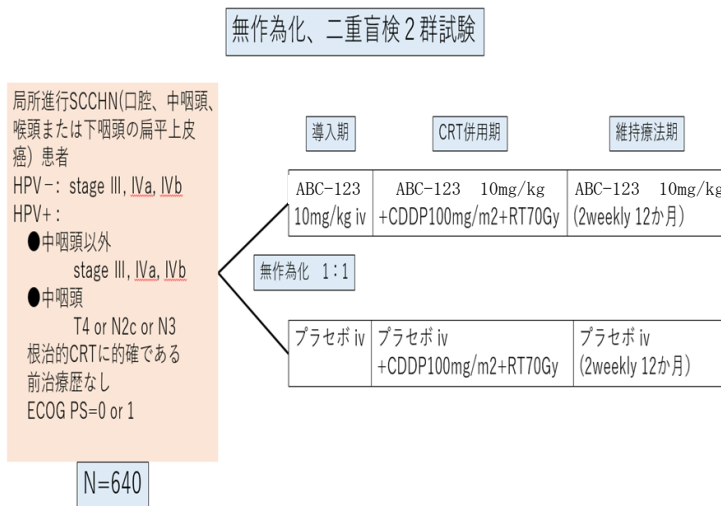 無作為化、二重盲検２群試験
局所進行SCCHN(口腔、中咽頭、
喉頭または下咽頭の扁平上皮
癌）患者
HPV－: stage Ⅲ, Ⅳa, Ⅳb
HPV+ :
●中咽頭以外
stage Ⅲ, Ⅳa, Ⅳb
●中咽頭
T4 or N2c or N3
根治的CRTに的確である
前治療歴なし
ECOG PS=0 or 1
N=640
導入期
CRT併用期
維持療法期
ABC-123
10mg/kg iv
ABC-123 10mg/kg
+CDDP100mg/m2+RT70Gy
ABC-123 10mg/kg
(2weekly 12か月）
無作為化 1：1
プラセボ iv
プラセボ iv
+CDDP100mg/m2+RT70Gy
プラセボ iv
(2weekly 12か月）